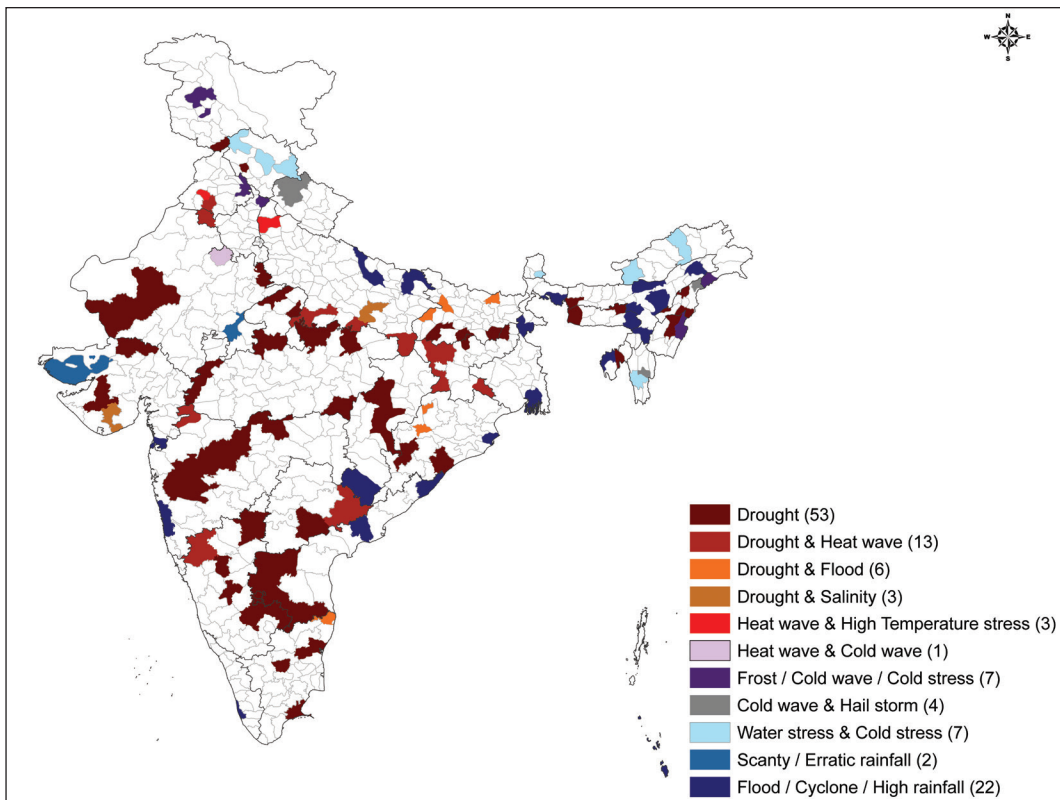 N
W E
S
Drought (53)
Drought & Heat wave (13)
Drought & Flood (6)
Drought & Salinity (3)
Heat wave & High Temperature stress (3)
Heat wave & Cold wave (1)
Frost / Cold wave / Cold stress (7)
Cold wave & Hail storm (4)
Water stress & Cold stress (7)
Scanty / Erratic rainfall (2)
Flood / Cyclone / High rainfall (22)